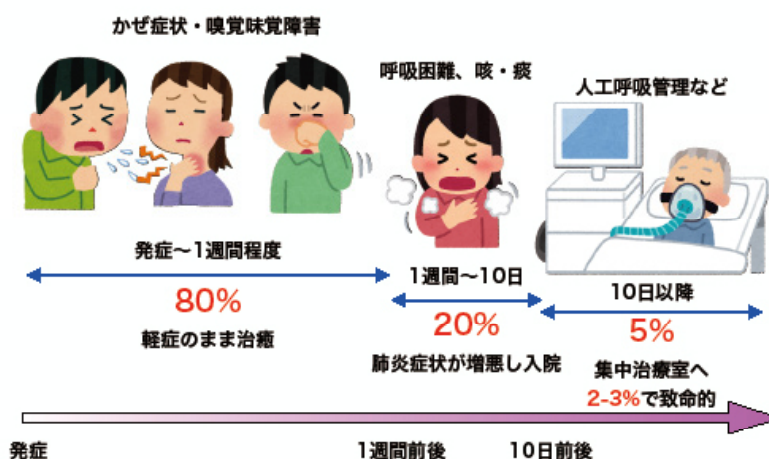 かぜ症状・嗅覚味覚障害
呼吸困難、咳・痰
人工呼吸管理など
発症〜1週間程度
80%
軽症のまま治癒
1週間〜10日
20%
肺炎症状が増悪し入院
10日以降
5%
集中治療室へ
2-3%で致命的
発症
1週間前後
10日前後